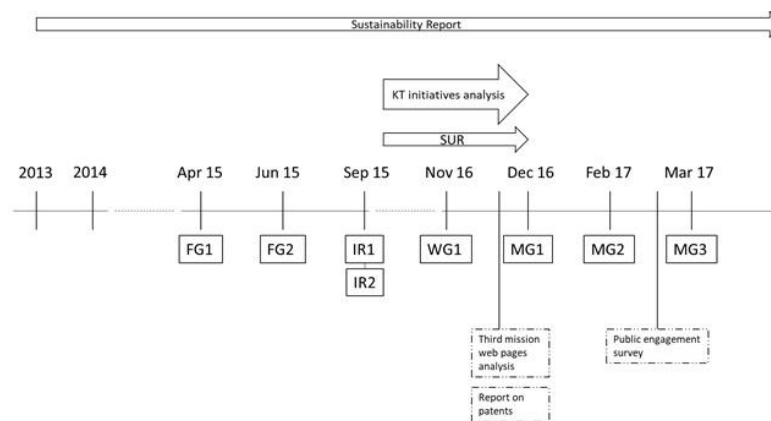 Sustainability Report
KT initiatives analysis
SUR
2013 2014 Apr 15 Jun 15 Sep 15 Nov 16 Dec 16 Feb 17 Mar 17
FG1 FG2 IR1 WG1 MG1 MG2 MG3
IR2
Third mission
web pages
analysis
Public engagement
survey
Report on
patents